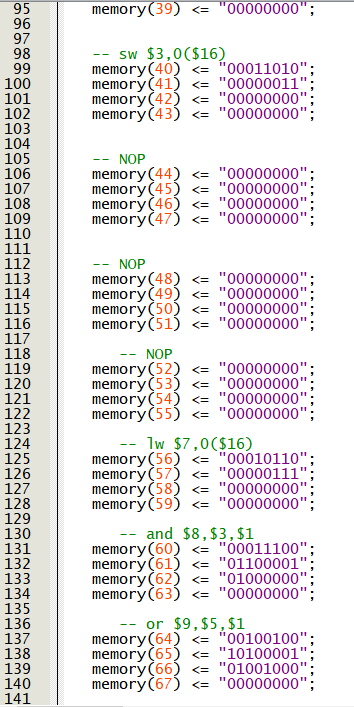 95 memory(39) <= "00000000";
96
97
98 -- sw $3,0($16)
99 memory(40) <= "00011010";
100 memory(41) <= "00000011";
101 memory(42) <= "00000000";
102 memory(43) <= "00000000";
103
104
105 -- NOP
106 memory(44) <= "00000000";
107 memory(45) <= "00000000";
108 memory(46) <= "00000000";
109 memory(47) <= "00000000";
110
111
112 -- NOP
113 memory(48) <= "00000000";
114 memory(49) <= "00000000";
115 memory(50) <= "00000000";
116 memory(51) <= "00000000";
117
118 -- NOP
119 memory(52) <= "00000000";
120 memory(53) <= "00000000";
121 memory(54) <= "00000000";
122 memory(55) <= "00000000";
123
124 -- lw $7,0($16)
125 memory(56) <= "00010110";
126 memory(57) <= "00000111";
127 memory(58) <= "00000000";
128 memory(59) <= "00000000";
129
130 -- and $8,$3,$1
131 memory(60) <= "00011100";
132 memory(61) <= "01100001";
133 memory(62) <= "01000000";
134 memory(63) <= "00000000";
135
136 -- or $9,$5,$1
137 memory(64) <= "00100100";
138 memory(65) <= "10100001";
139 memory(66) <= "01001000";
140 memory(67) <= "00000000";
141